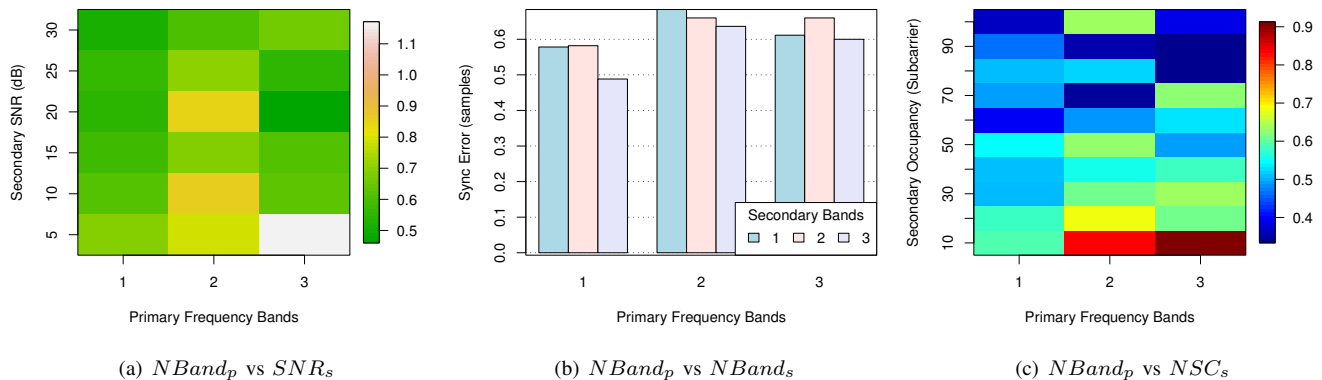 Secondary SNR (dB)
30
25
20
15
10
5
1 2 3
Primary Frequency Bands
1.1
1.0
0.9
0.8
0.7
0.6
0.5
(a) NBand_p vs SNR_s
Sync Error (samples)
0.6
0.5
0.4
0.3
0.2
0.1
0.0
Secondary Bands
1 2 3
1 2 3
Primary Frequency Bands
(b) NBand_p vs NBand_s
Secondary Occupancy (Subcarrier)
90
70
50
30
10
1 2 3
Primary Frequency Bands
0.9
0.8
0.7
0.6
0.5
0.4
(c) NBand_p vs NSC_s